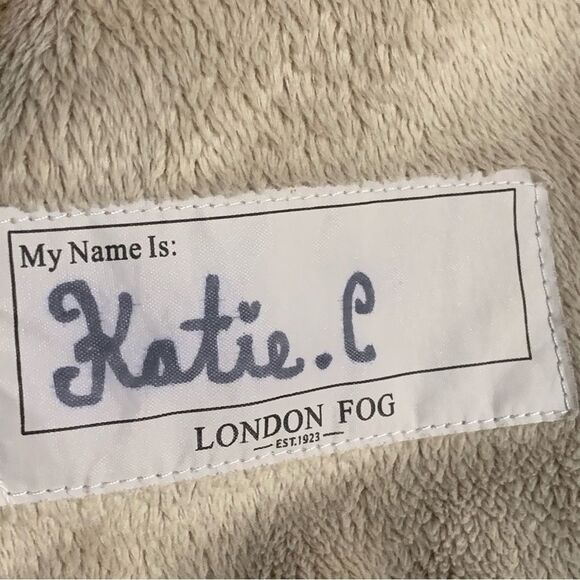 My Name Is:
Katie. C
LONDON FOG
EST.1923